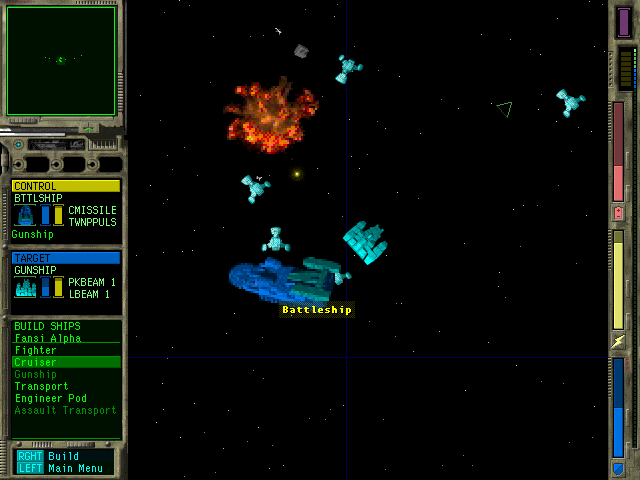 CONTROL
BTTLSHIP
CMISSILE
TWNPPULS
Gunship
TARGET
GUNSHIP
PKBEAM 1
LBEAM 1
BUILD SHIPS
Fansi Alpha
Fighter
Cruiser
Gunship
Transport
Engineer Pod
Assault Transport
RGHT Build
LEFT Main Menu
Battleship